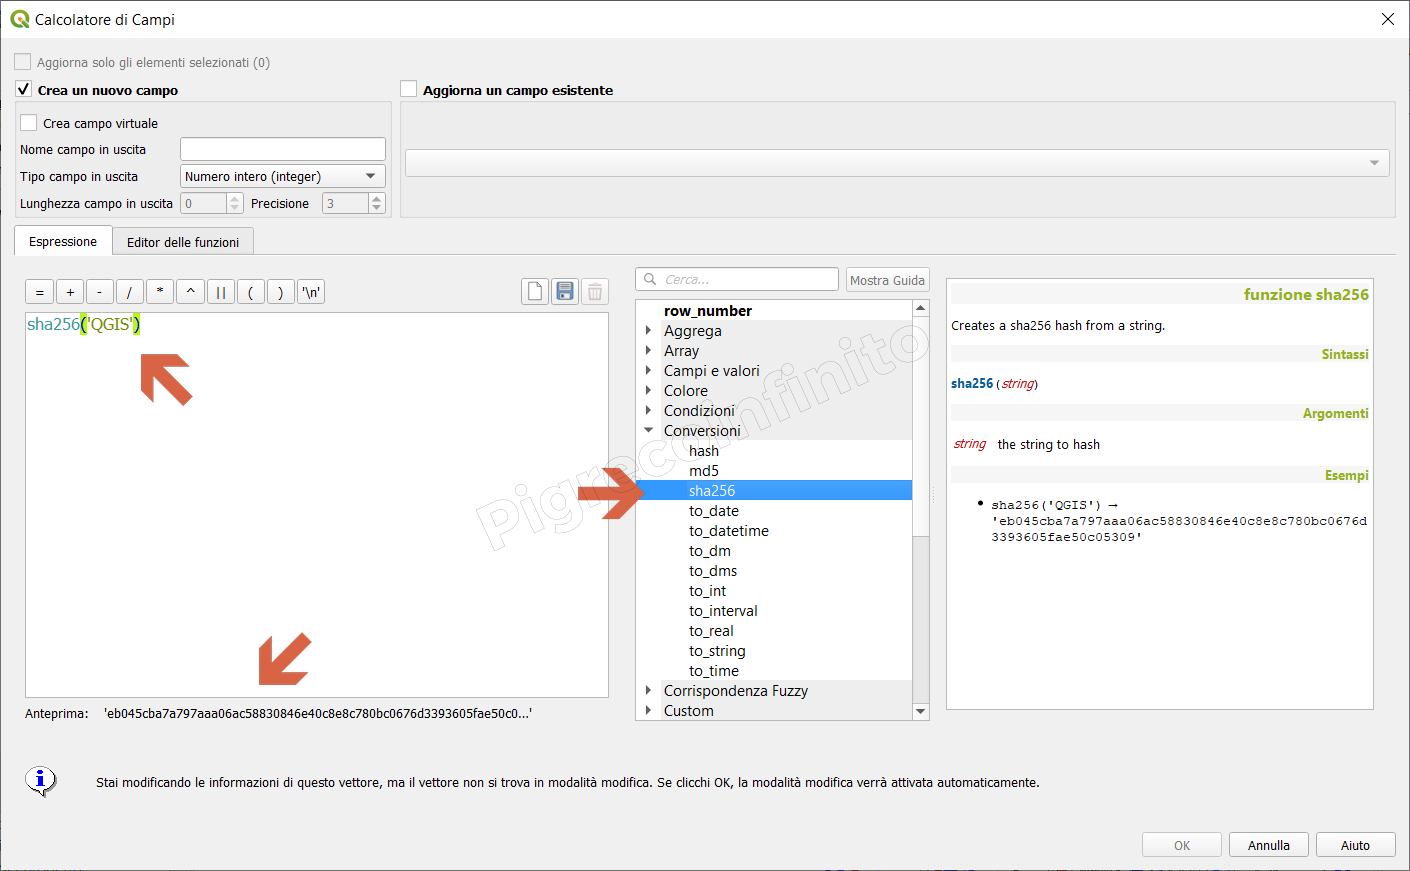 Calcolatore di Campi
Aggiorna solo gli elementi selezionati (0)
Crea un nuovo campo
Aggiorna un campo esistente
Crea campo virtuale
Nome campo in uscita
Tipo campo in uscita
Numero intero (integer)
Lunghezza campo in uscita
0
Precisione
3
Espressione
Editor delle funzioni
= + - / * ^ || ( ) '\n'
sha256('QGIS')
Anteprima: 'eb045cba7a797aaa06ac58830846e40c8e8c780bc0676d3393605fae50c0...'
Cerca...
Mostra Guida
row_number
Aggrega
Array
Campi e valori
Colore
Condizioni
Conversioni
hash
md5
sha256
to_date
to_datetime
to_dm
to_dms
to_int
to_interval
to_real
to_string
to_time
Corrispondenza Fuzzy
Custom
Pigrecoinfinito
funzione sha256
Creates a sha256 hash from a string.
Sintassi
sha256 (string)
Argomenti
string the string to hash
Esempi
• sha256('QGIS') →
'eb045cba7a797aaa06ac58830846e40c8e8c780bc0676d
3393605fae50c05309'
Stai modificando le informazioni di questo vettore, ma il vettore non si trova in modalità modifica. Se clicchi OK, la modalità modifica verrà attivata automaticamente.
OK
Annulla
Aiuto